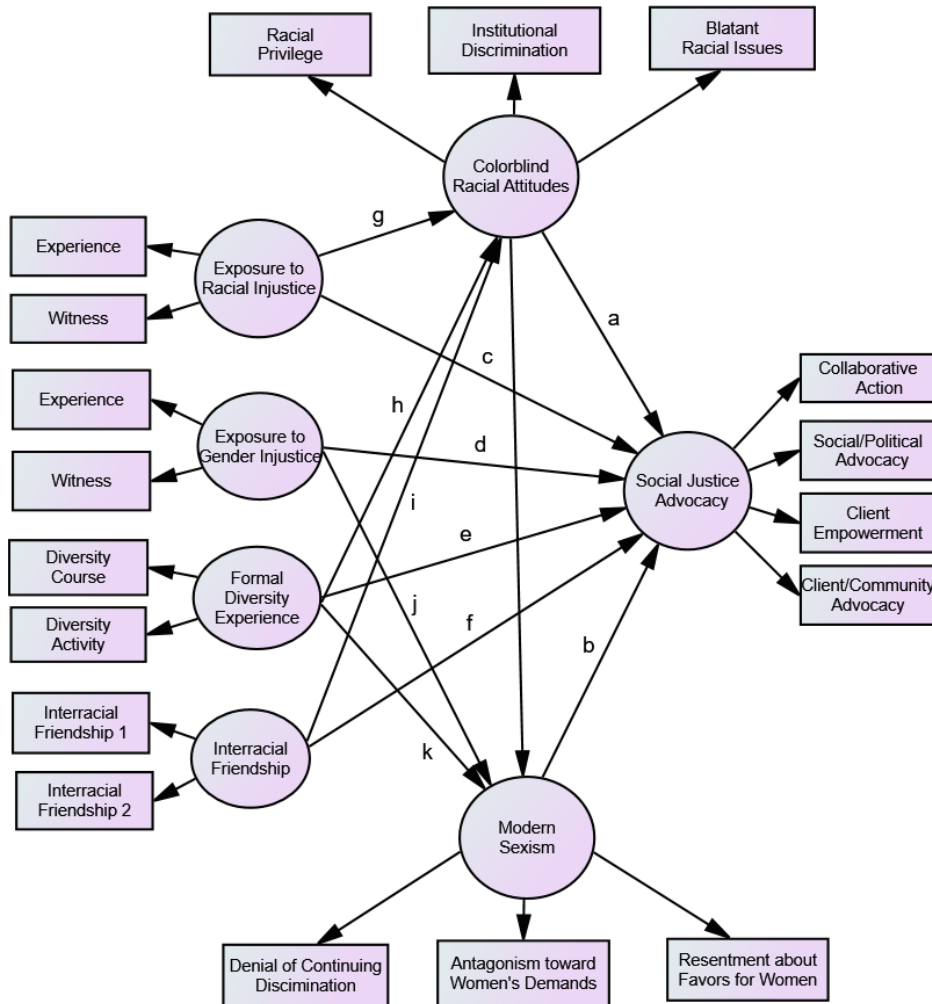 Racial
Privilege
Institutional
Discrimination
Blatant
Racial Issues
Colorblind
Racial Attitudes
g
Experience
Exposure to
Racial Injustice
Witness
a
c
Collaborative
Action
Experience
h
Exposure to
Gender Injustice
d
Social/Political
Advocacy
Witness
i
Social Justice
Advocacy
Client
Empowerment
e
Diversity
Course
Formal
Diversity
Experience
Client/Community
Advocacy
Diversity
Activity
j
f
b
Interracial
Friendship 1
Interracial
Friendship
k
Interracial
Friendship 2
Modern
Sexism
Denial of Continuing
Discimination
Antagonism toward
Women's Demands
Resentment about
Favors for Women